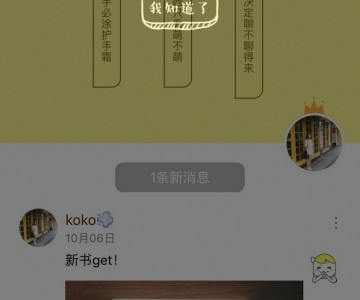 我知道了
手必涂护手霜
萌不萌
决定聊不聊得来
1条新消息
koko
10月06日
新书get!